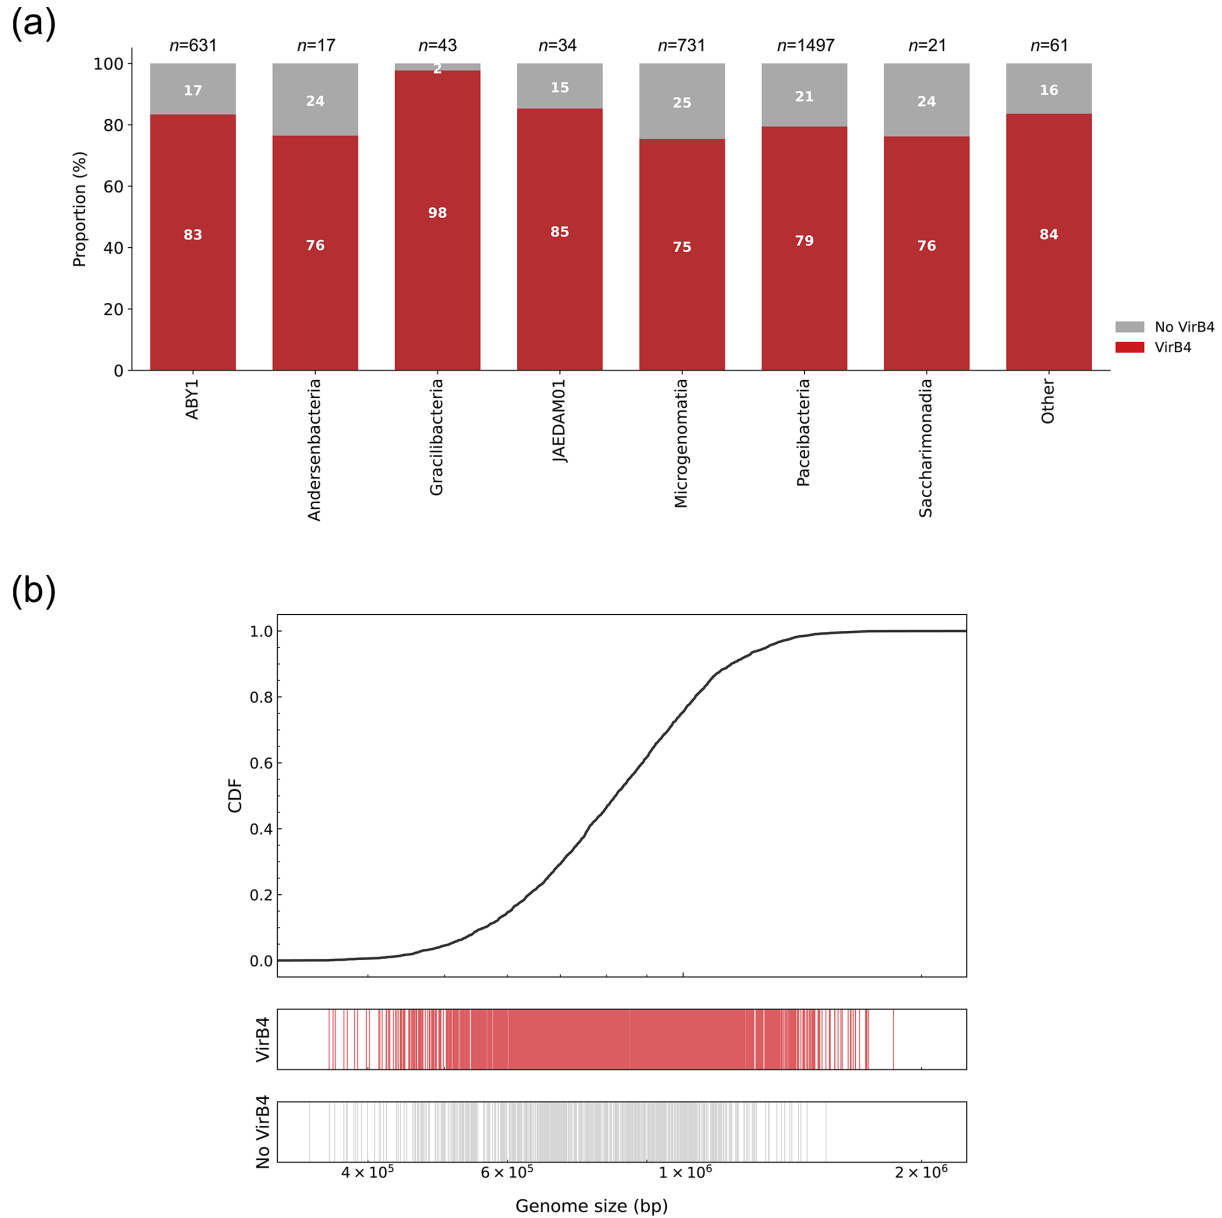 (a)
n=631 n=17 n=43 n=34 n=731 n=1497 n=21 n=61
100
80
60
40
20
0
Proportion (%)
17 24 2 15 25 21 24 16
83 76 98 85 75 79 76 84
No VirB4
VirB4
ABY1 Andersenbacteria Gracilibacteria JAEDAM01 Microgenomatia Paceibacteria Saccharimonadia Other
(b)
1.0
0.8
0.6
0.4
0.2
0.0
CDF
VirB4
No VirB4
4 × 10⁵ 6 × 10⁵ 1 × 10⁶ 2 × 10⁶
Genome size (bp)